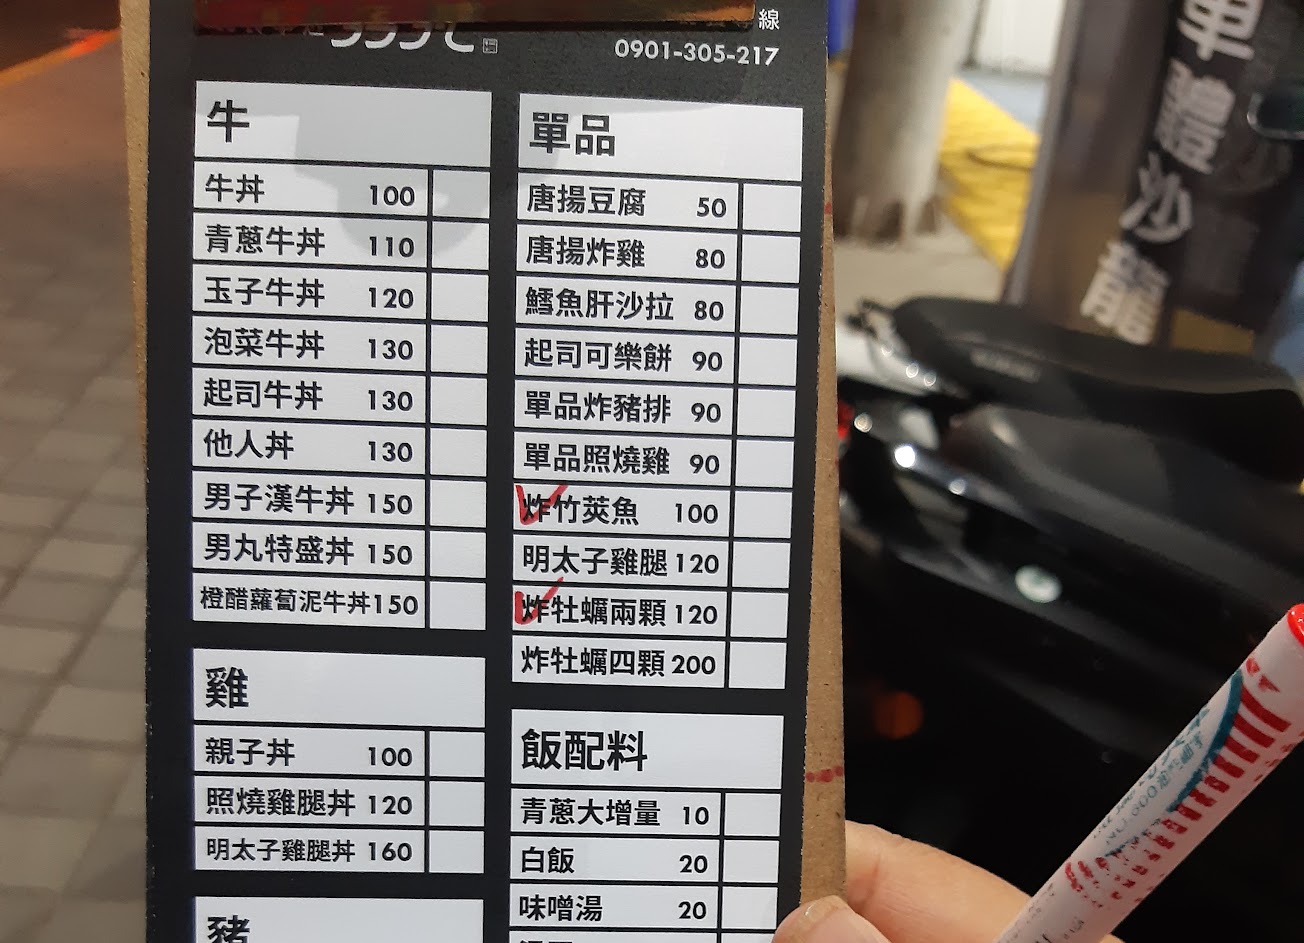 線
0901-305-217
牛
牛丼 100
青蔥牛丼 110
玉子牛丼 120
泡菜牛丼 130
起司牛丼 130
他人丼 130
男子漢牛丼 150
男丸特盛丼 150
橙醋蘿蔔泥牛丼 150
雞
親子丼 100
照燒雞腿丼 120
明太子雞腿丼 160
豬
單品
唐揚豆腐 50
唐揚炸雞 80
鱈魚肝沙拉 80
起司可樂餅 90
單品炸豬排 90
單品照燒雞 90
炸竹莢魚 100
明太子雞腿 120
炸牡蠣兩顆 120
炸牡蠣四顆 200
飯配料
青蔥大增量 10
白飯 20
味噌湯 20
車體沙龍